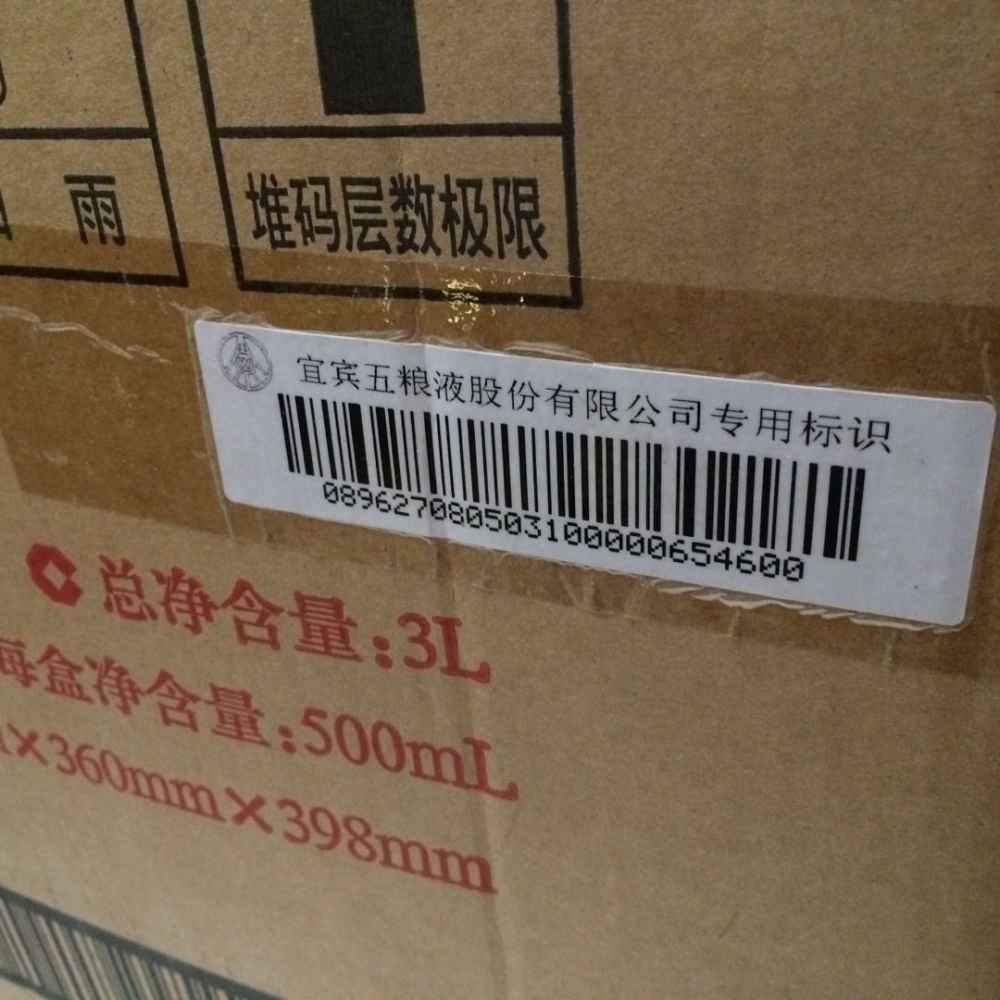 雨
堆码层数极限
宜宾五粮液股份有限公司专用标识
089627080503100000654600
总净含量:3L
每盒净含量:500mL
×360mm×398mm